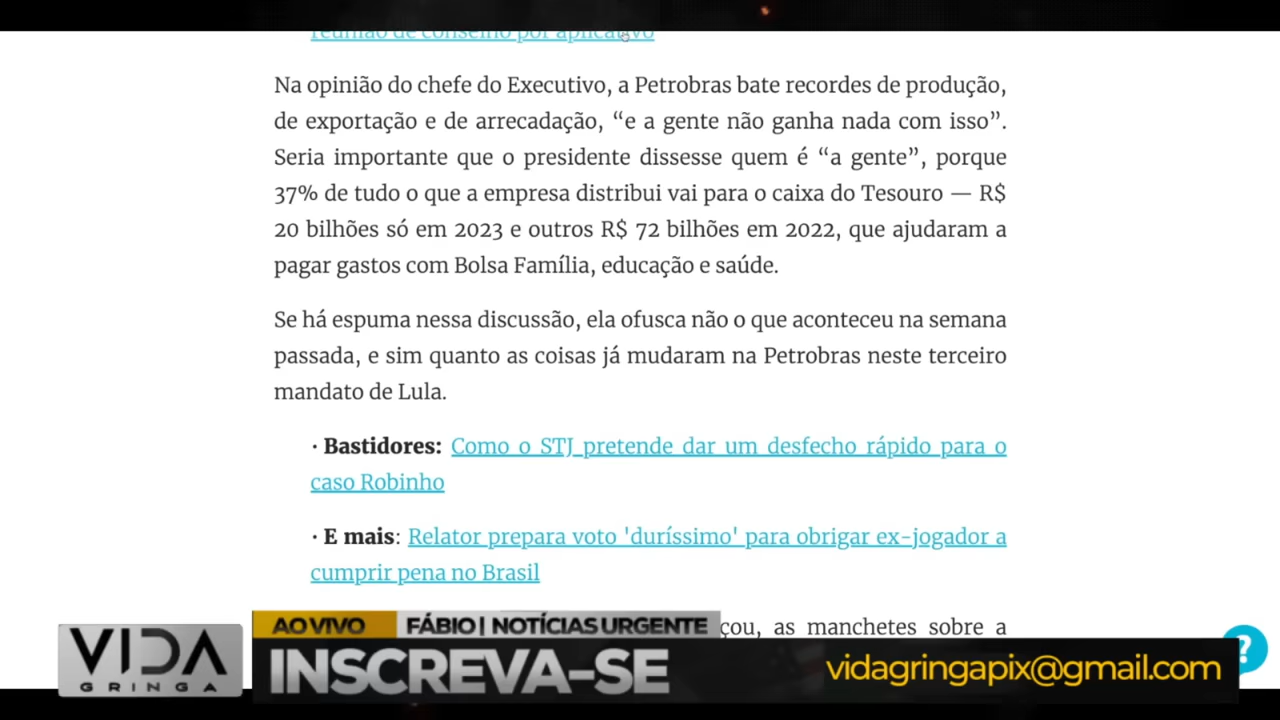 reunião de conselho por aplicativo
Na opinião do chefe do Executivo, a Petrobras bate recordes de produção,
de exportação e de arrecadação, “e a gente não ganha nada com isso”.
Seria importante que o presidente dissesse quem é “a gente”, porque
37% de tudo o que a empresa distribui vai para o caixa do Tesouro — R$
20 bilhões só em 2023 e outros R$ 72 bilhões em 2022, que ajudaram a
pagar gastos com Bolsa Família, educação e saúde.
Se há espuma nessa discussão, ela ofusca não o que aconteceu na semana
passada, e sim quanto as coisas já mudaram na Petrobras neste terceiro
mandato de Lula.
· Bastidores: Como o STJ pretende dar um desfecho rápido para o
caso Robinho
· E mais: Relator prepara voto 'duríssimo' para obrigar ex-jogador a
cumprir pena no Brasil
çou, as manchetes sobre a
AO VIVO FÁBIO | NOTÍCIAS URGENTE
VIDA
GRINGA
INSCREVA-SE
vidagringapix@gmail.com
?